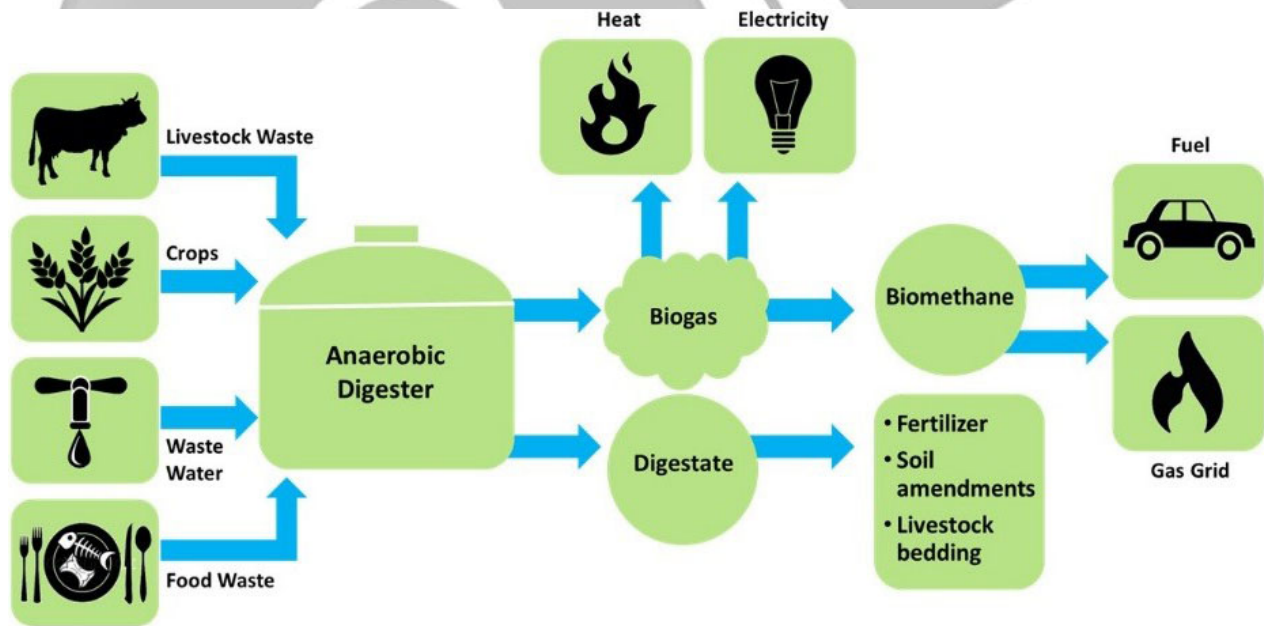 Heat
Electricity
Livestock Waste
Crops
Waste
Water
Food Waste
Anaerobic
Digester
Biogas
Digestate
Biomethane
• Fertilizer
• Soil
amendments
• Livestock
bedding
Fuel
Gas Grid